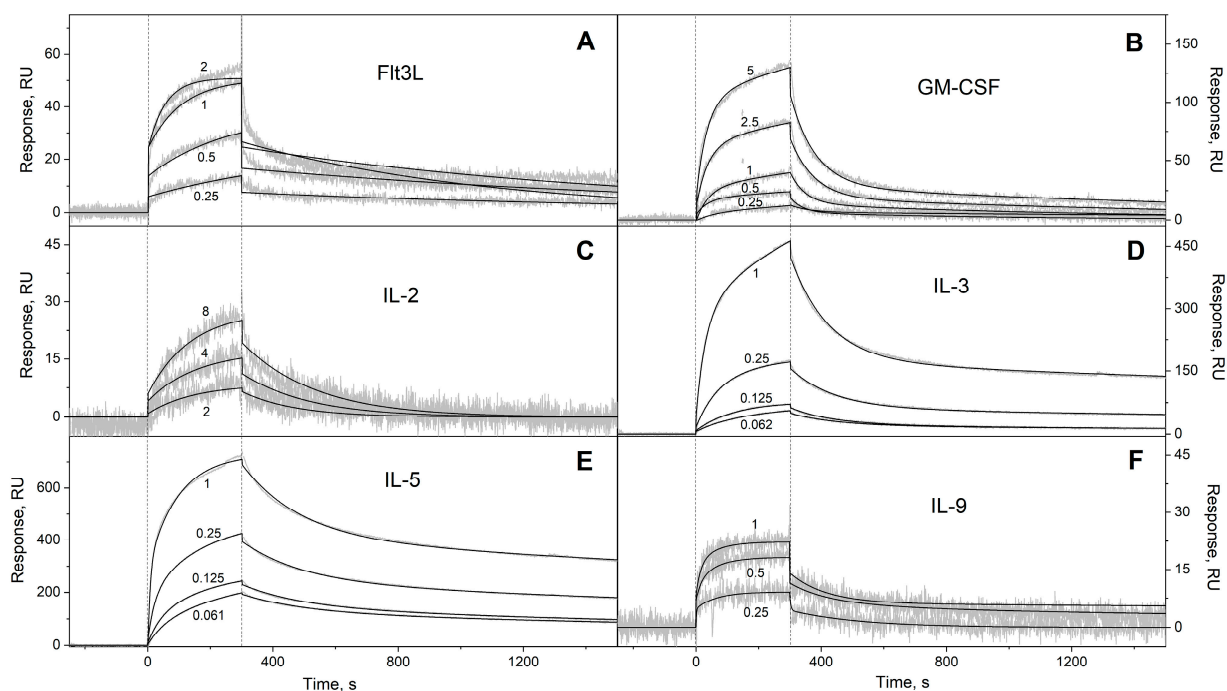 A
Flt3L
Response, RU
60
40
20
0
2
1
0.5
0.25
B
GM-CSF
Response, RU
150
125
100
75
50
25
0
5
2.5
1
0.5
0.25
C
IL-2
Response, RU
45
30
15
0
8
4
2
D
IL-3
Response, RU
450
300
150
0
1
0.25
0.125
0.062
E
IL-5
Response, RU
600
400
200
0
1
0.25
0.125
0.061
0
400
800
1200
Time, s
F
IL-9
Response, RU
45
30
15
0
1
0.5
0.25
0
400
800
1200
Time, s